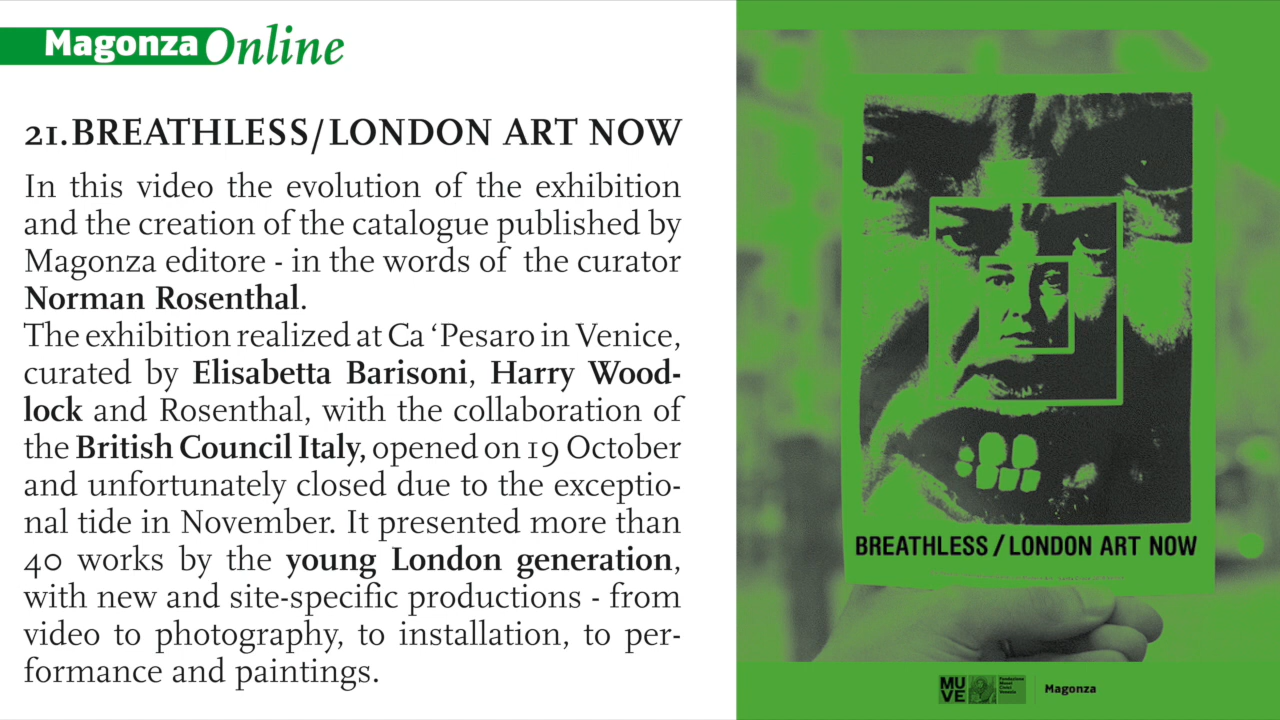 Magonza Online
21.BREATHLESS/LONDON ART NOW
In this video the evolution of the exhibition
and the creation of the catalogue published by
Magonza editore - in the words of the curator
Norman Rosenthal.
The exhibition realized at Ca ‘Pesaro in Venice,
curated by Elisabetta Barisoni, Harry Wood-
lock and Rosenthal, with the collaboration of
the British Council Italy, opened on 19 October
and unfortunately closed due to the exceptio-
nal tide in November. It presented more than
40 works by the young London generation,
with new and site-specific productions - from
video to photography, to installation, to per-
formance and paintings.
BREATHLESS / LONDON ART NOW
MU
VE
Fondazione
Musei
Civici
Venezia
Magonza